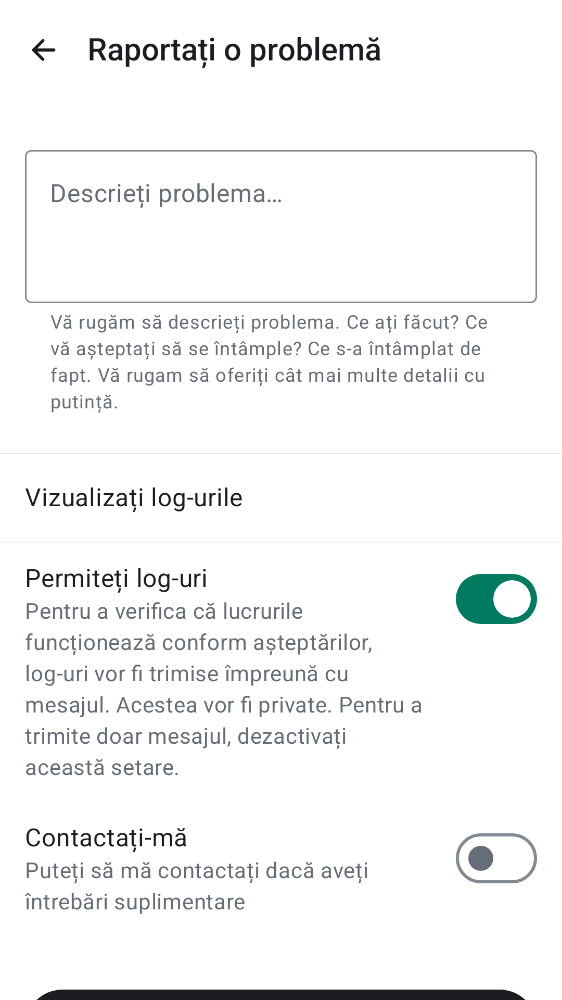 Raportați o problemă
Descrieți problema…
Vă rugăm să descrieți problema. Ce ați făcut? Ce
vă așteptați să se întâmple? Ce s-a întâmplat de
fapt. Vă rugam să oferiți cât mai multe detalii cu
putință.
Vizualizați log-urile
Permiteți log-uri
Pentru a verifica că lucrurile
funcționează conform așteptărilor,
log-uri vor fi trimise împreună cu
mesajul. Acestea vor fi private. Pentru a
trimite doar mesajul, dezactivați
această setare.
Contactați-mă
Puteți să mă contactați dacă aveți
întrebări suplimentare